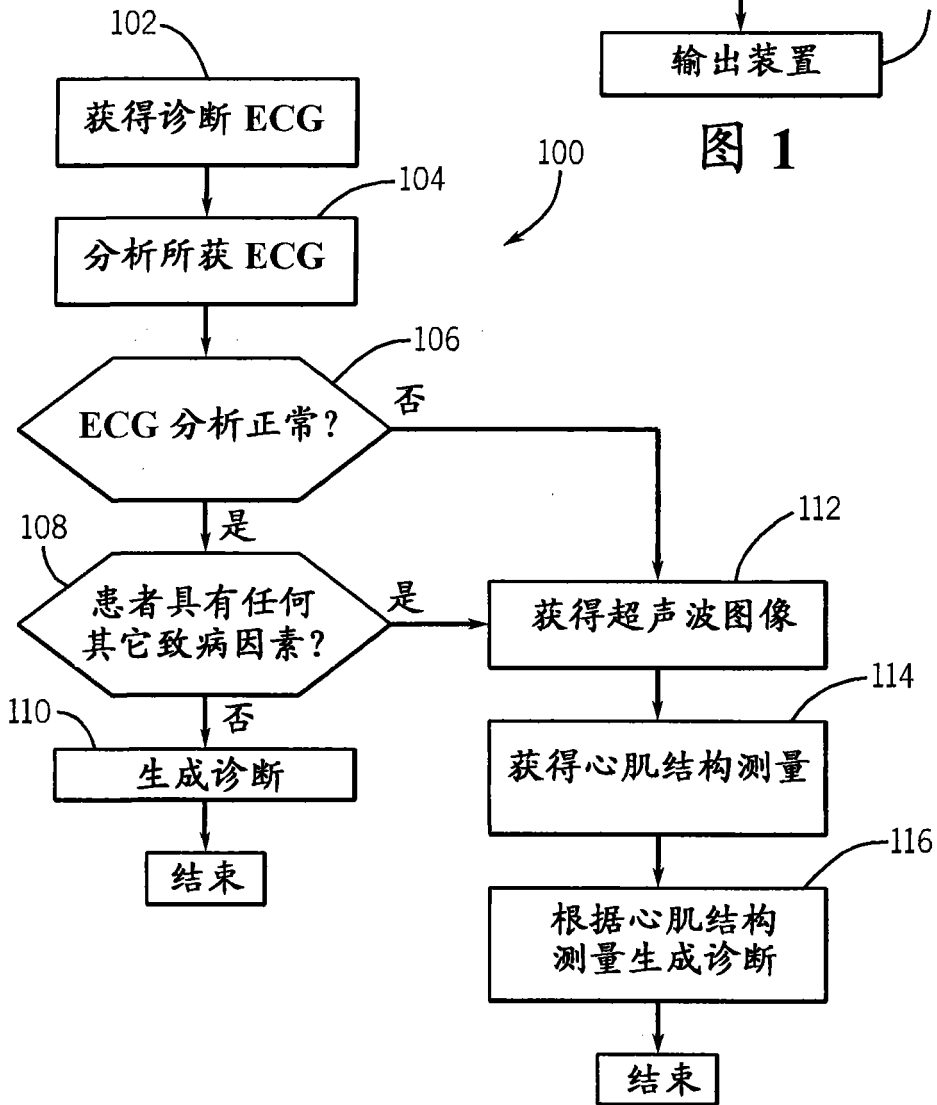 输出装置
图 1
102
获得诊断 ECG
104
100
分析所获 ECG
106
ECG 分析正常?
否
是
108
患者具有任何
其它致病因素?
是
112
获得超声波图像
110
否
生成诊断
结束
114
获得心肌结构测量
116
根据心肌结构
测量生成诊断
结束